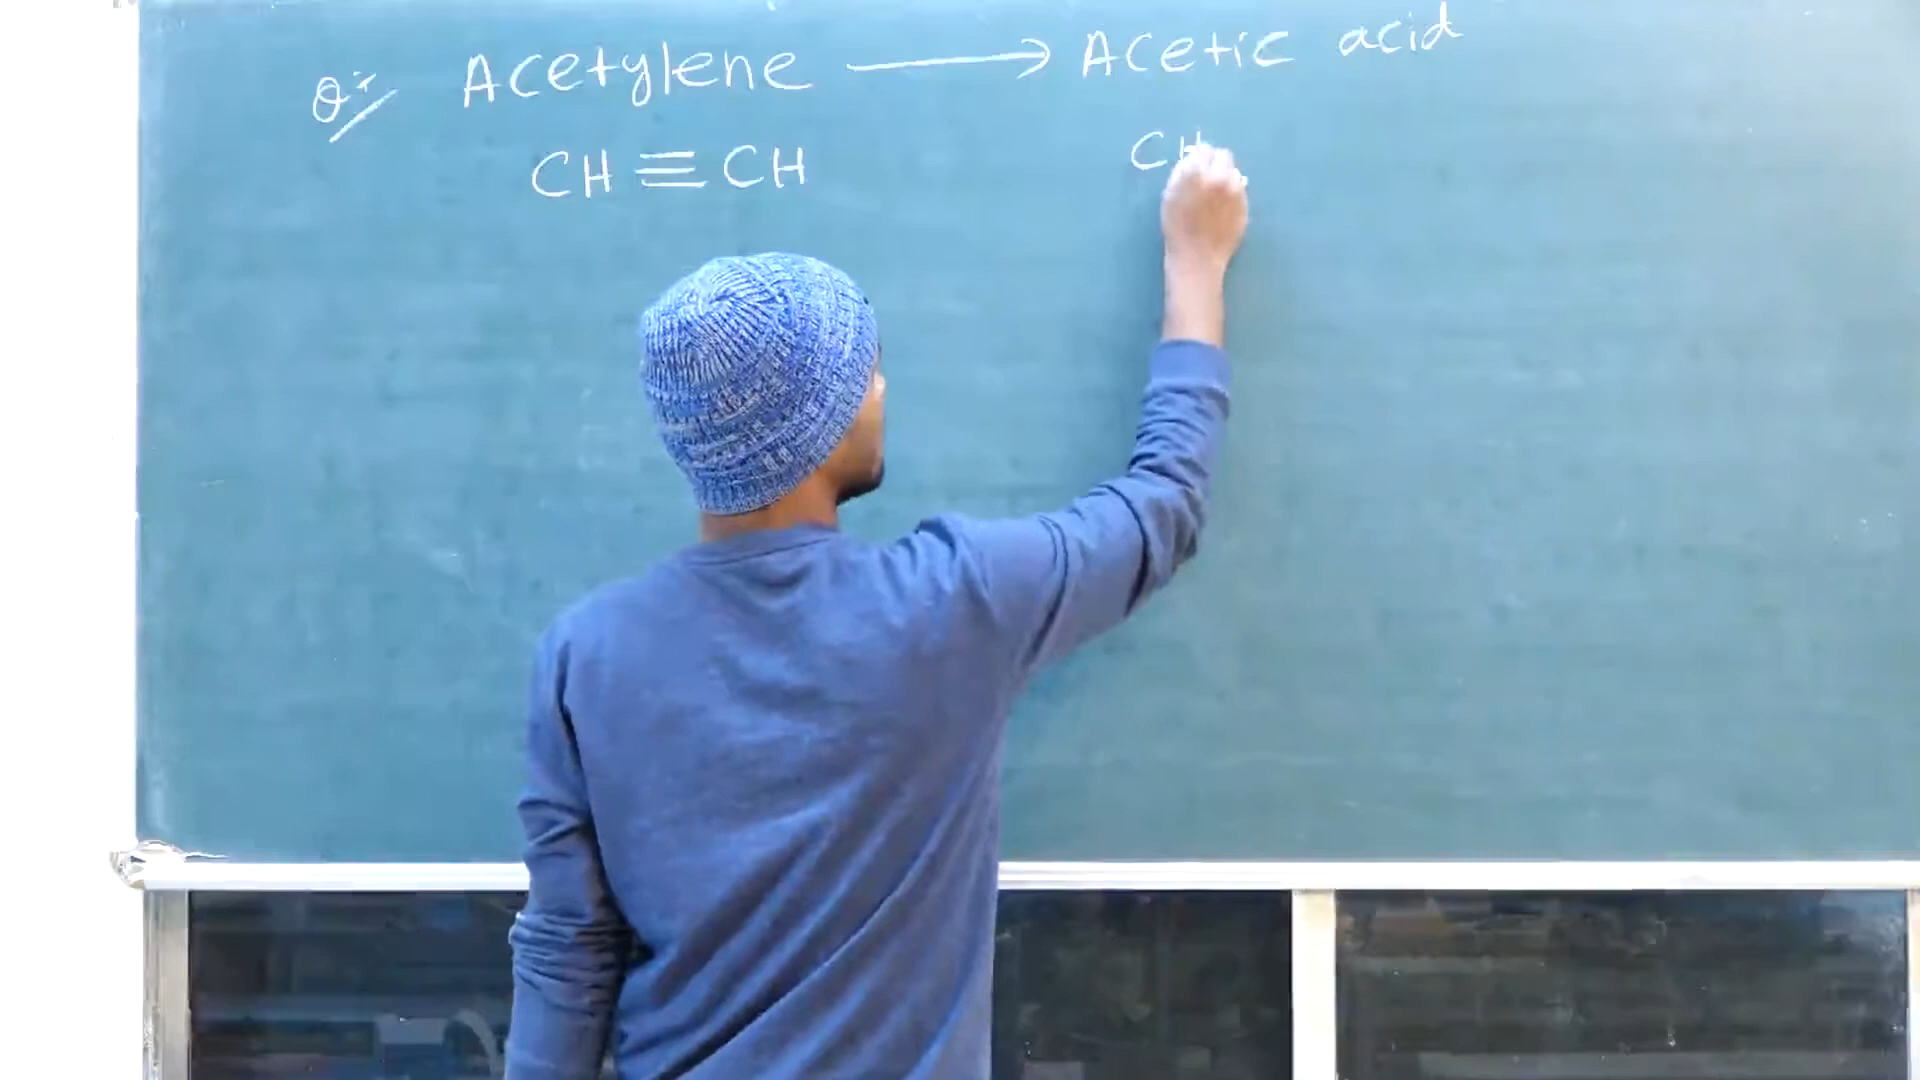 Q:- Acetylene ⟶ Acetic acid
CH≡CH CH